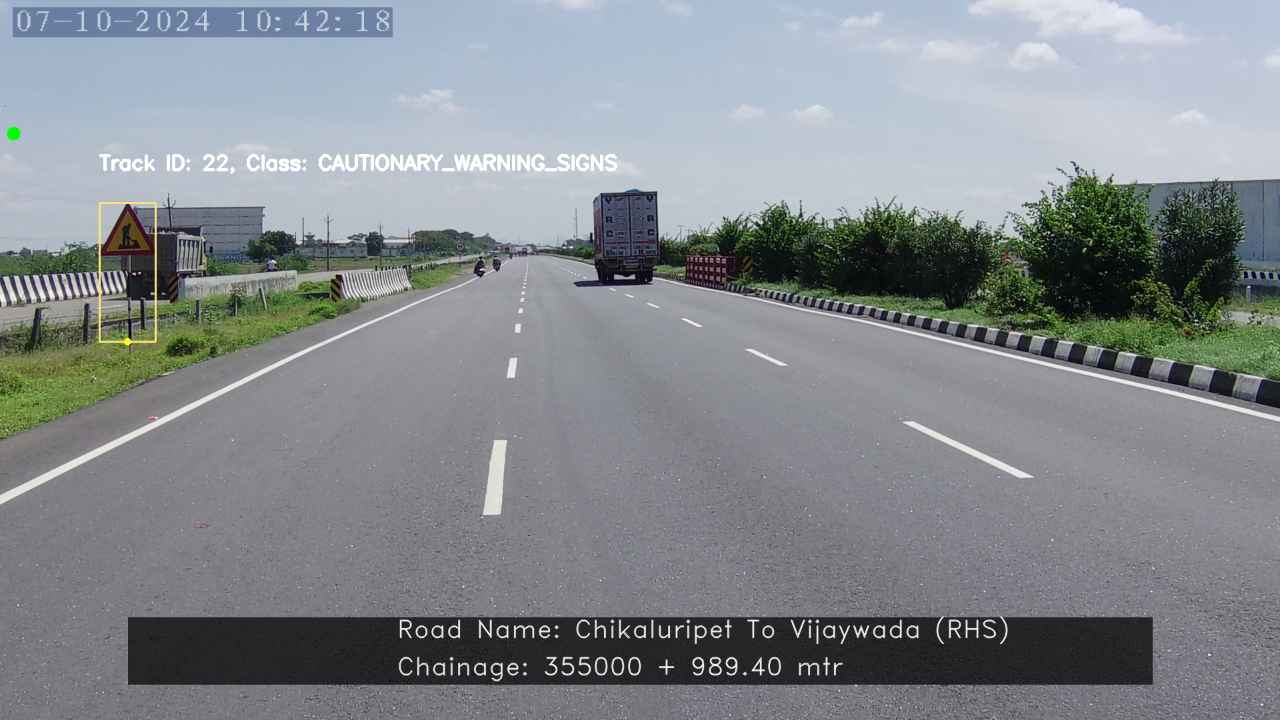 07-10-2024 10:42:18
Track ID: 22, Class: CAUTIONARY_WARNING_SIGNS
Road Name: Chikaluripet To Vijaywada (RHS)
Chainage: 355000 + 989.40 mtr